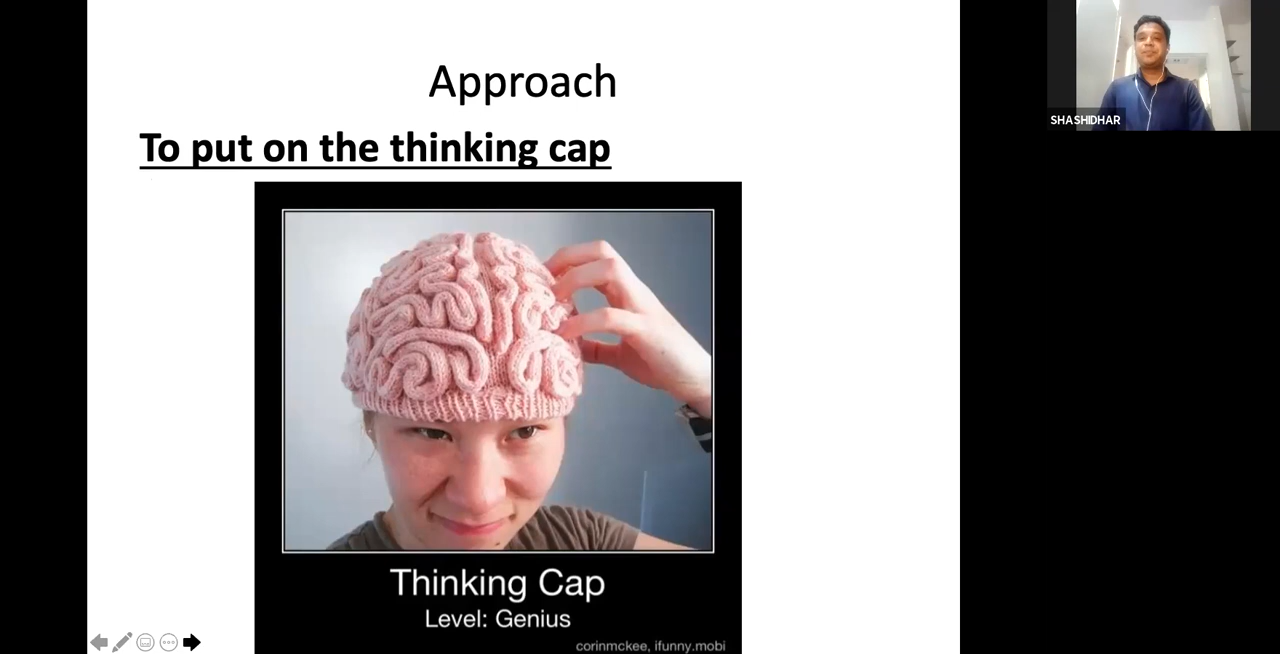 Approach
To put on the thinking cap
Thinking Cap
Level: Genius
corinmckee, ifunny.mobi
SHASHIDHAR